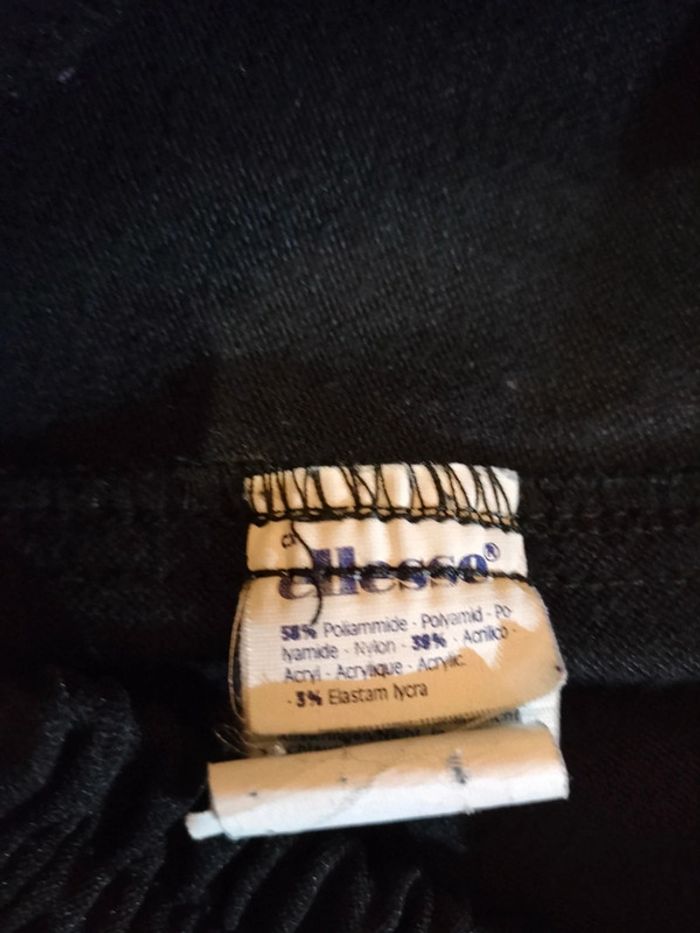 ellesse®
58% Poliammide - Polyamid - Po-
lyamide - Nylon - 39% - Acrilico -
Acryl - Acrylique - Acrylic.
- 3% Elastam lycra